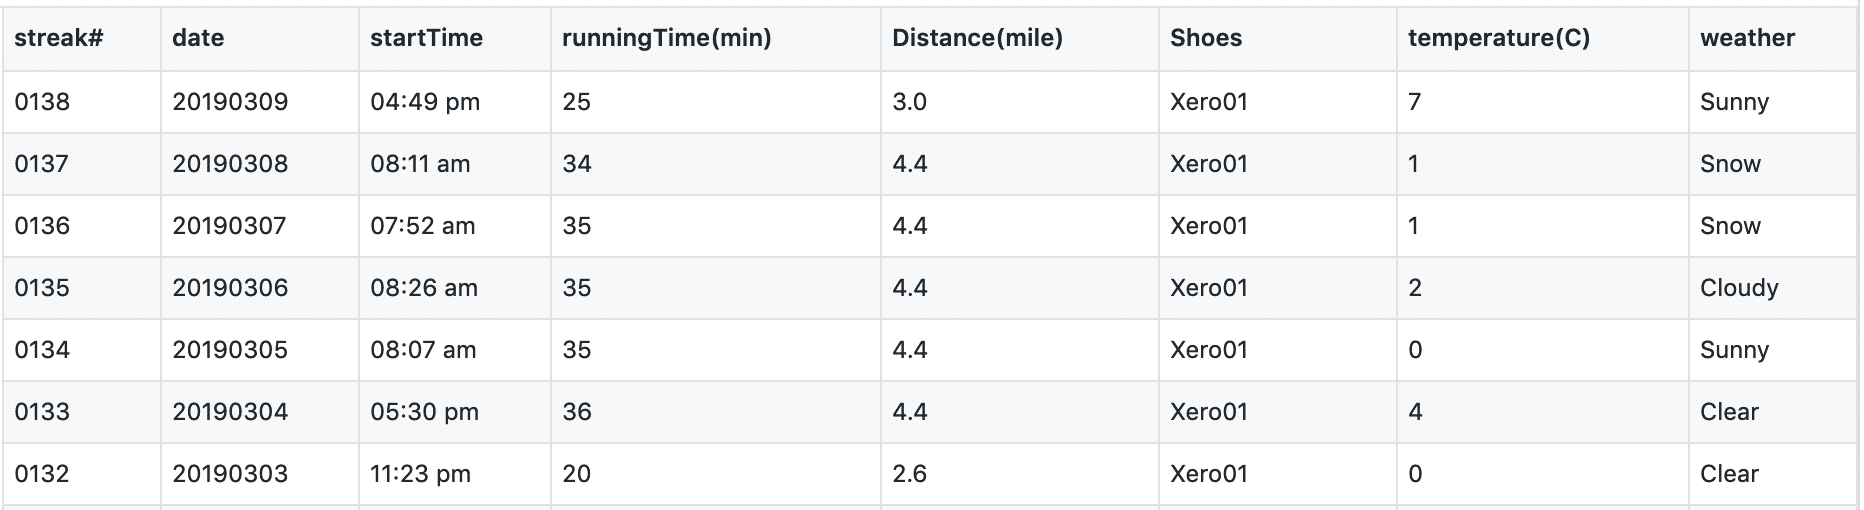 streak# date startTime runningTime(min) Distance(mile) Shoes temperature(C) weather
0138 20190309 04:49 pm 25 3.0 Xero01 7 Sunny
0137 20190308 08:11 am 34 4.4 Xero01 1 Snow
0136 20190307 07:52 am 35 4.4 Xero01 1 Snow
0135 20190306 08:26 am 35 4.4 Xero01 2 Cloudy
0134 20190305 08:07 am 35 4.4 Xero01 0 Sunny
0133 20190304 05:30 pm 36 4.4 Xero01 4 Clear
0132 20190303 11:23 pm 20 2.6 Xero01 0 Clear